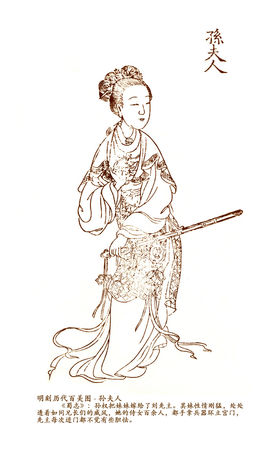 孫夫人
明刻历代百美图·孙夫人
《蜀志》：孙权把妹妹嫁给了刘先主。其妹性情刚猛，处处
透着如同兄长们的威风，她的侍女百余人，都手拿兵器环立宫门，
先主每次进门都不觉有些胆怯。